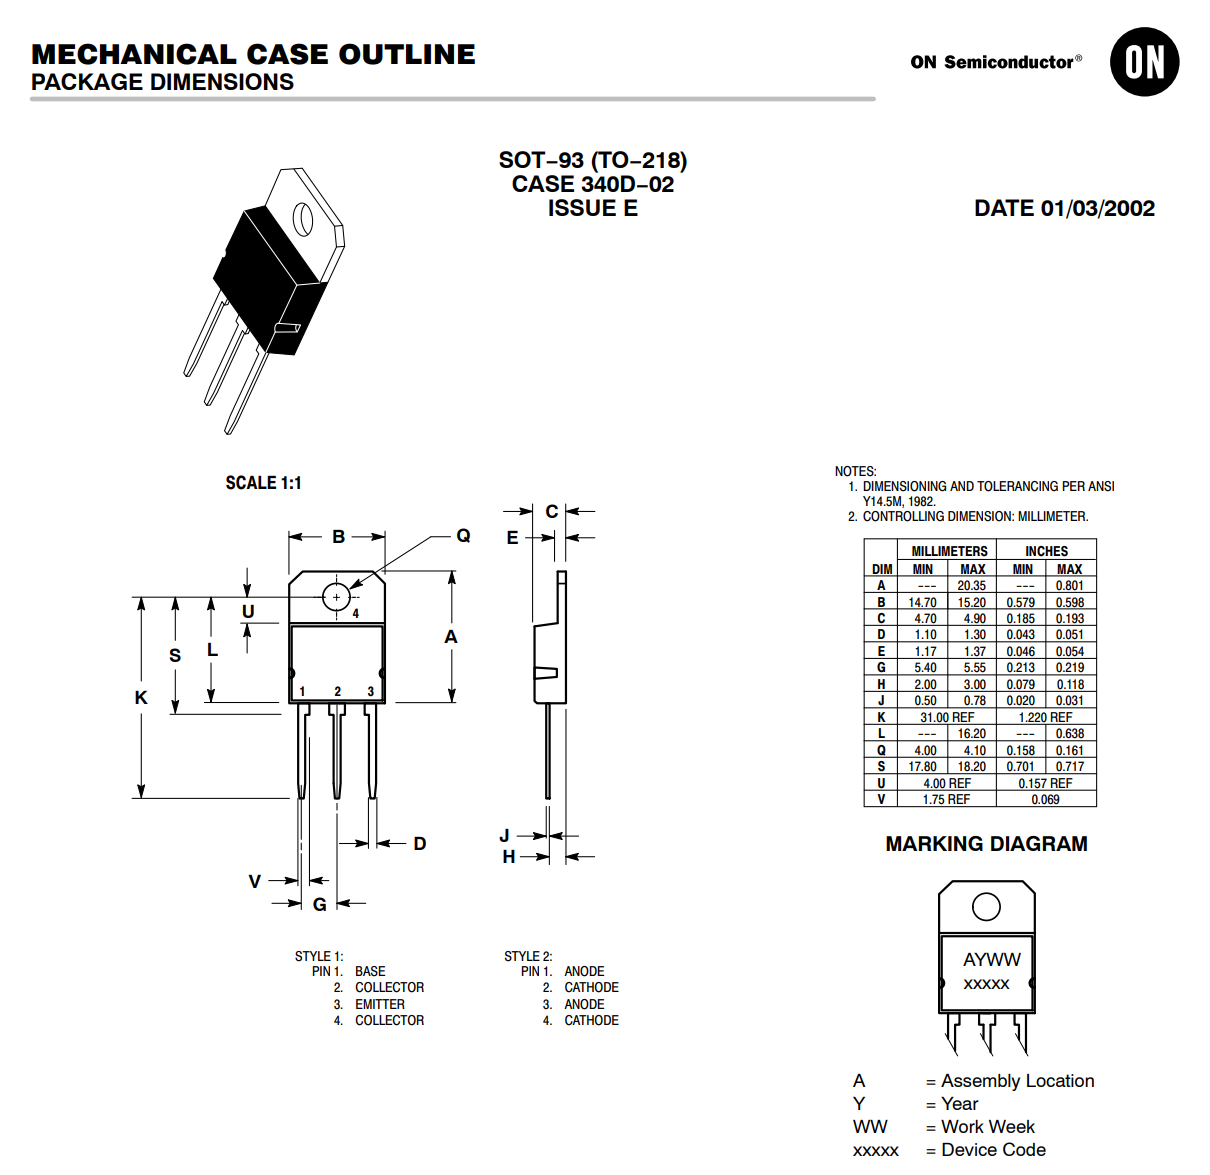 MECHANICAL CASE OUTLINE
PACKAGE DIMENSIONS
ON Semiconductor®
ON
SOT−93 (TO−218)
CASE 340D−02
ISSUE E
DATE 01/03/2002
SCALE 1:1
B
Q
U
4
S
L
A
K
1 2 3
D
V
G
C
E
J
H
NOTES:
1. DIMENSIONING AND TOLERANCING PER ANSI
Y14.5M, 1982.
2. CONTROLLING DIMENSION: MILLIMETER.
MILLIMETERS INCHES
DIM MIN MAX MIN MAX
A --- 20.35 --- 0.801
B 14.70 15.20 0.579 0.598
C 4.70 4.90 0.185 0.193
D 1.10 1.30 0.043 0.051
E 1.17 1.37 0.046 0.054
G 5.40 5.55 0.213 0.219
H 2.00 3.00 0.079 0.118
J 0.50 0.78 0.020 0.031
K 31.00 REF 1.220 REF
L --- 16.20 --- 0.638
Q 4.00 4.10 0.158 0.161
S 17.80 18.20 0.701 0.717
U 4.00 REF 0.157 REF
V 1.75 REF 0.069
STYLE 1:
PIN 1. BASE
2. COLLECTOR
3. EMITTER
4. COLLECTOR
STYLE 2:
PIN 1. ANODE
2. CATHODE
3. ANODE
4. CATHODE
MARKING DIAGRAM
AYWW
xxxxx
A = Assembly Location
Y = Year
WW = Work Week
xxxxx = Device Code